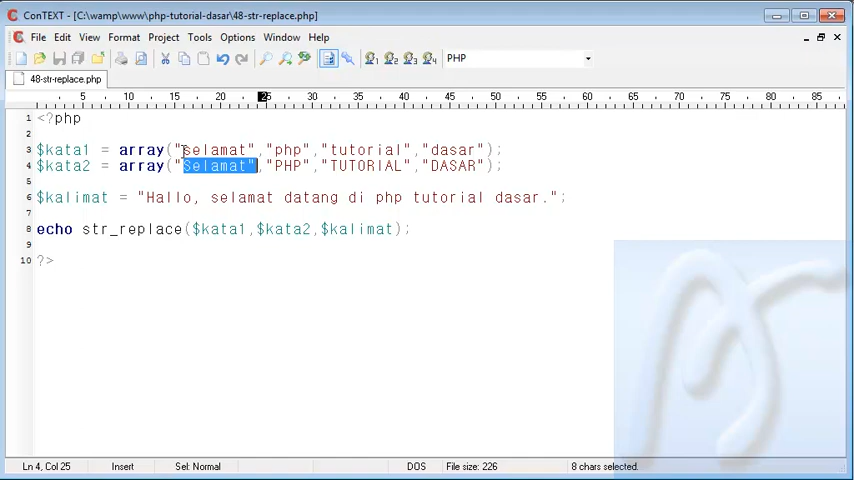 ConTEXT - [C:\wamp\www\php-tutorial-dasar\48-str-replace.php]
File Edit View Format Project Tools Options Window Help
1 2 3 4 PHP
48-str-replace.php
5 10 15 20 25 30 35 40 45 50 55 60 65 70 75 80 85
1 <?php
2
3 $kata1 = array("selamat","php","tutorial","dasar");
4 $kata2 = array("Selamat","PHP","TUTORIAL","DASAR");
5
6 $kalimat = "Hallo, selamat datang di php tutorial dasar.";
7
8 echo str_replace($kata1,$kata2,$kalimat);
9
10 ?>
Ln 4, Col 25 Insert Sel: Normal DOS File size: 226 8 chars selected.